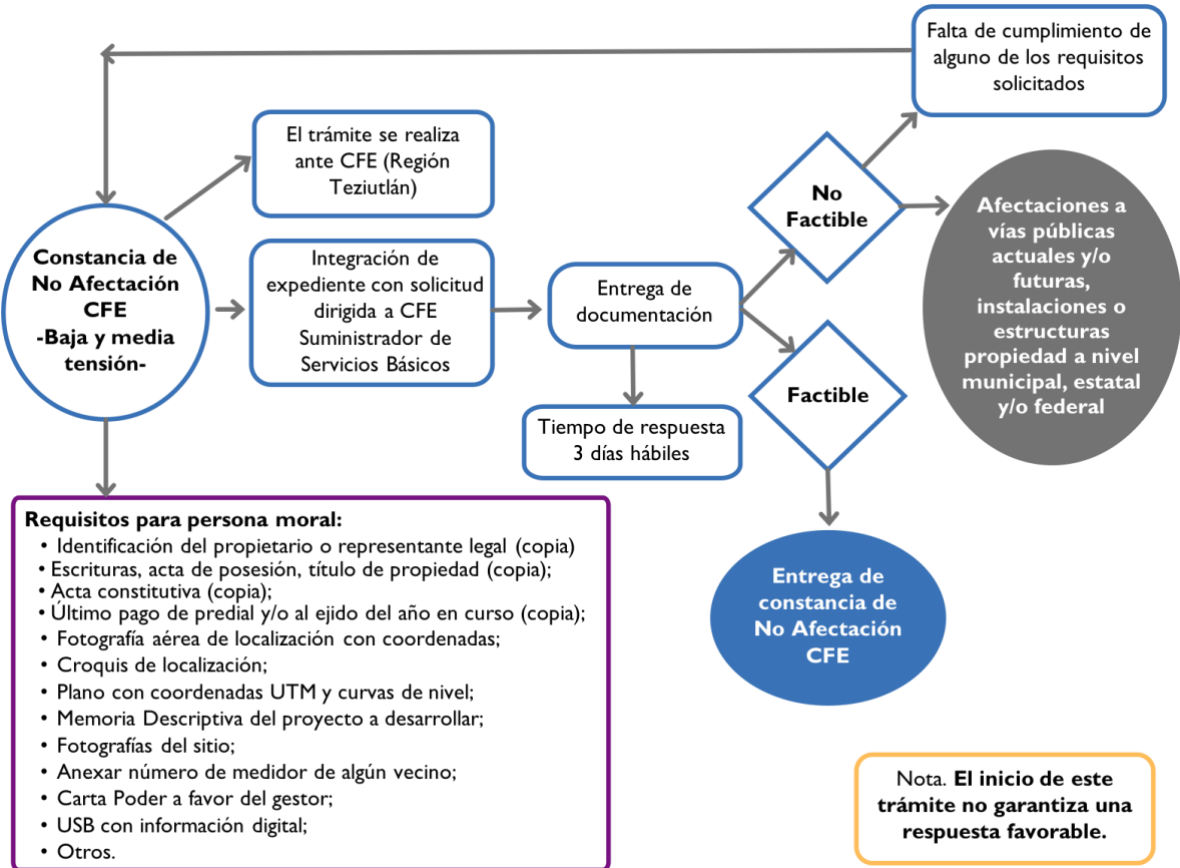 Falta de cumplimiento de
alguno de los requisitos
solicitados
El trámite se realiza
ante CFE (Región
Teziutlán)
No
Factible
Afectaciones a
vías públicas
actuales y/o
futuras,
instalaciones o
estructuras
propiedad a nivel
municipal, estatal
y/o federal
Constancia de
No Afectación
CFE
-Baja y media
tensión-
Integración de
expediente con solicitud
dirigida a CFE
Suministrador de
Servicios Básicos
Entrega de
documentación
Factible
Tiempo de respuesta
3 días hábiles
Requisitos para persona moral:
• Identificación del propietario o representante legal (copia)
• Escrituras, acta de posesión, título de propiedad (copia);
• Acta constitutiva (copia);
• Último pago de predial y/o al ejido del año en curso (copia);
• Fotografía aérea de localización con coordenadas;
• Croquis de localización;
• Plano con coordenadas UTM y curvas de nivel;
• Memoria Descriptiva del proyecto a desarrollar;
• Fotografías del sitio;
• Anexar número de medidor de algún vecino;
• Carta Poder a favor del gestor;
• USB con información digital;
• Otros.
Entrega de
constancia de
No Afectación
CFE
Nota. El inicio de este
trámite no garantiza una
respuesta favorable.